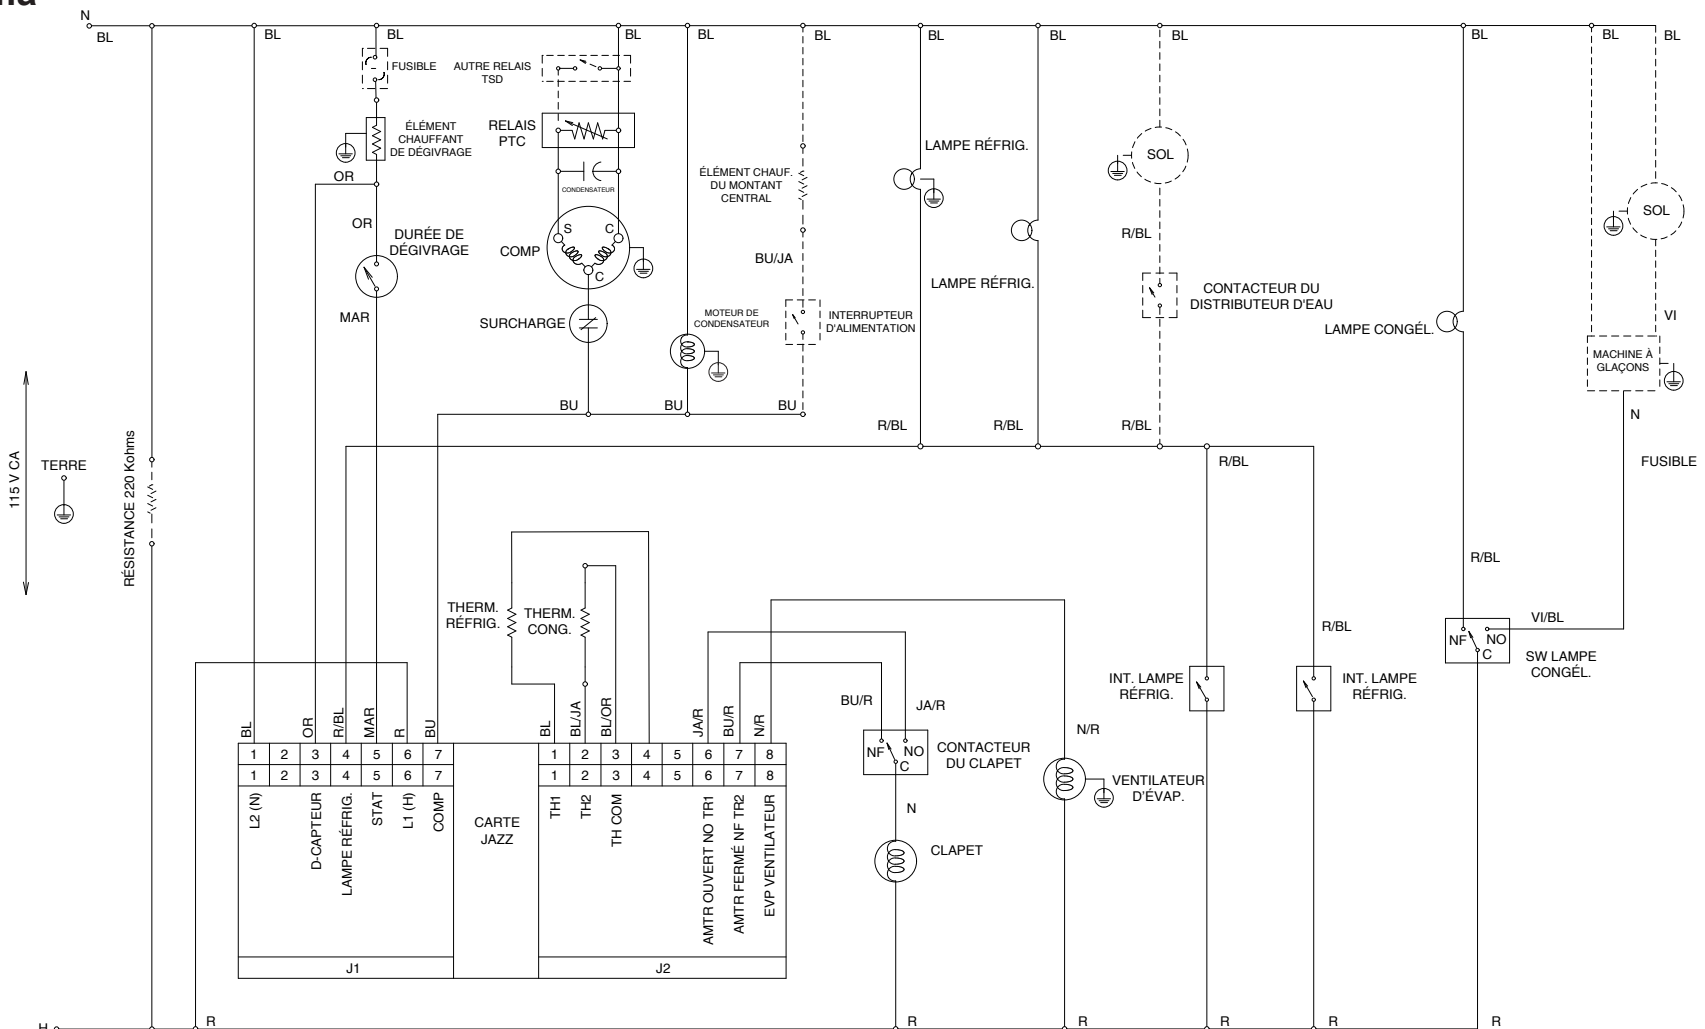 N
BL
BL
BL
BL
BL
BL
BL
BL
BL
BL
BL
BL
FUSIBLE
AUTRE RELAIS
TSD
ÉLÉMENT
CHAUFFANT
DE DÉGIVRAGE
RELAIS
PTC
CONDENSATEUR
OR
OR
DURÉE DE
DÉGIVRAGE
MAR
S
C
C
COMP
SURCHARGE
ÉLÉMENT CHAUF.
DU MONTANT
CENTRAL
BU/JA
MOTEUR DE
CONDENSATEUR
INTERRUPTEUR
D'ALIMENTATION
LAMPE RÉFRIG.
LAMPE RÉFRIG.
SOL
R/BL
CONTACTEUR DU
DISTRIBUTEUR D'EAU
LAMPE CONGÉL.
SOL
VI
MACHINE À
GLAÇONS
N
FUSIBLE
BU
BU
BU
R/BL
R/BL
R/BL
R/BL
115 V CA
TERRE
RÉSISTANCE 220 Kohms
THERM.
RÉFRIG.
THERM.
CONG.
R/BL
VI/BL
NF
NO
C
SW LAMPE
CONGÉL.
R/BL
INT. LAMPE
RÉFRIG.
INT. LAMPE
RÉFRIG.
BU/R
JA/R
N/R
NF
NO
C
CONTACTEUR
DU CLAPET
N
CLAPET
VENTILATEUR
D'ÉVAP.
BL
OR
R/BL
MAR
R
BU
BL
BL/JA
BL/OR
JA/R
BU/R
N/R
1 2 3 4 5 6 7
1 2 3 4 5 6 7
1 2 3 4 5 6 7 8
1 2 3 4 5 6 7 8
L2 (N)
D-CAPTEUR
LAMPE RÉFRIG.
STAT
L1 (H)
COMP
CARTE
JAZZ
TH1
TH2
TH COM
AMTR OUVERT NO TR1
AMTR FERMÉ NF TR2
EVP VENTILATEUR
J1
J2
H
R
R
R
R
R
R